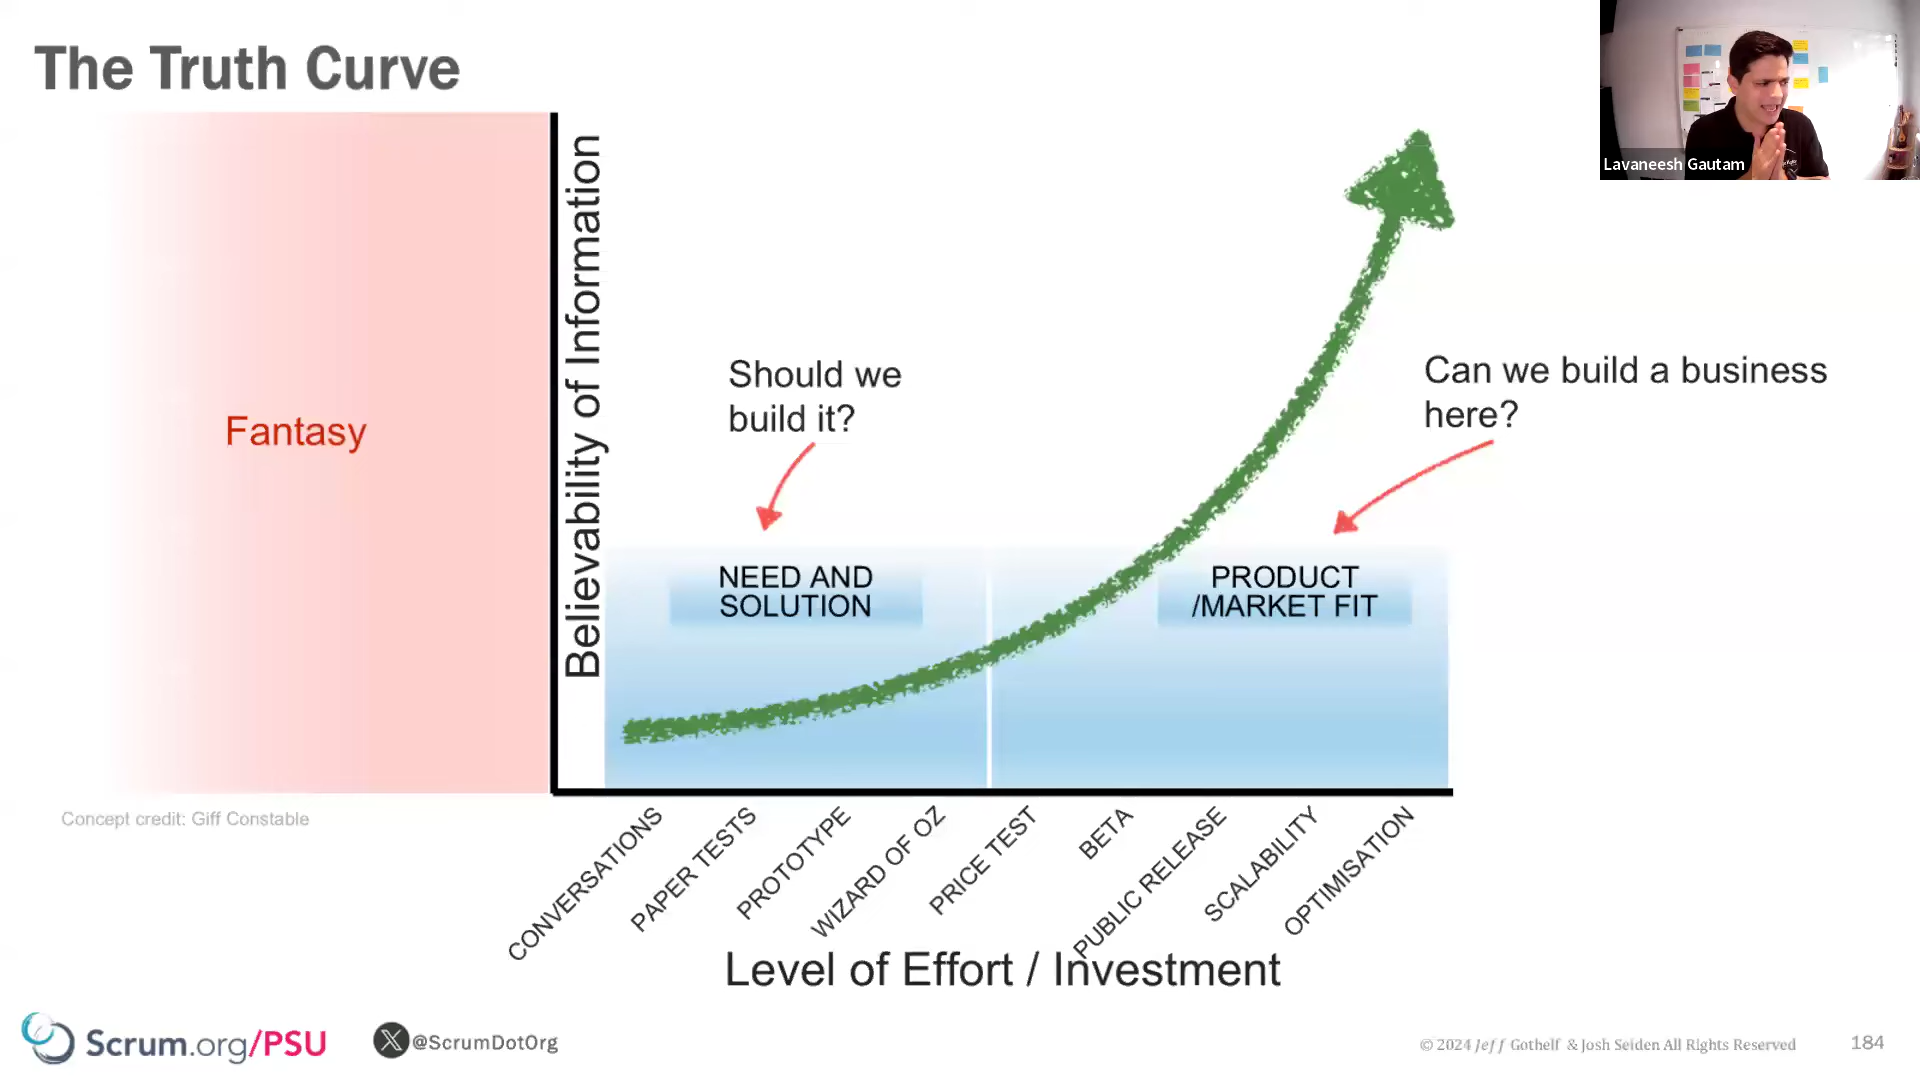 The Truth Curve
Lavaneesh Gautam
Fantasy
Believability of Information
Should we
build it?
Can we build a business
here?
NEED AND
SOLUTION
PRODUCT
/MARKET FIT
Concept credit: Giff Constable
CONVERSATIONS
PAPER TESTS
PROTOTYPE
WIZARD OF OZ
PRICE TEST
BETA
PUBLIC RELEASE
SCALABILITY
OPTIMISATION
Level of Effort / Investment
Scrum.org/PSU
@ScrumDotOrg
© 2024 Jeff Gothelf & Josh Seiden All Rights Reserved
184